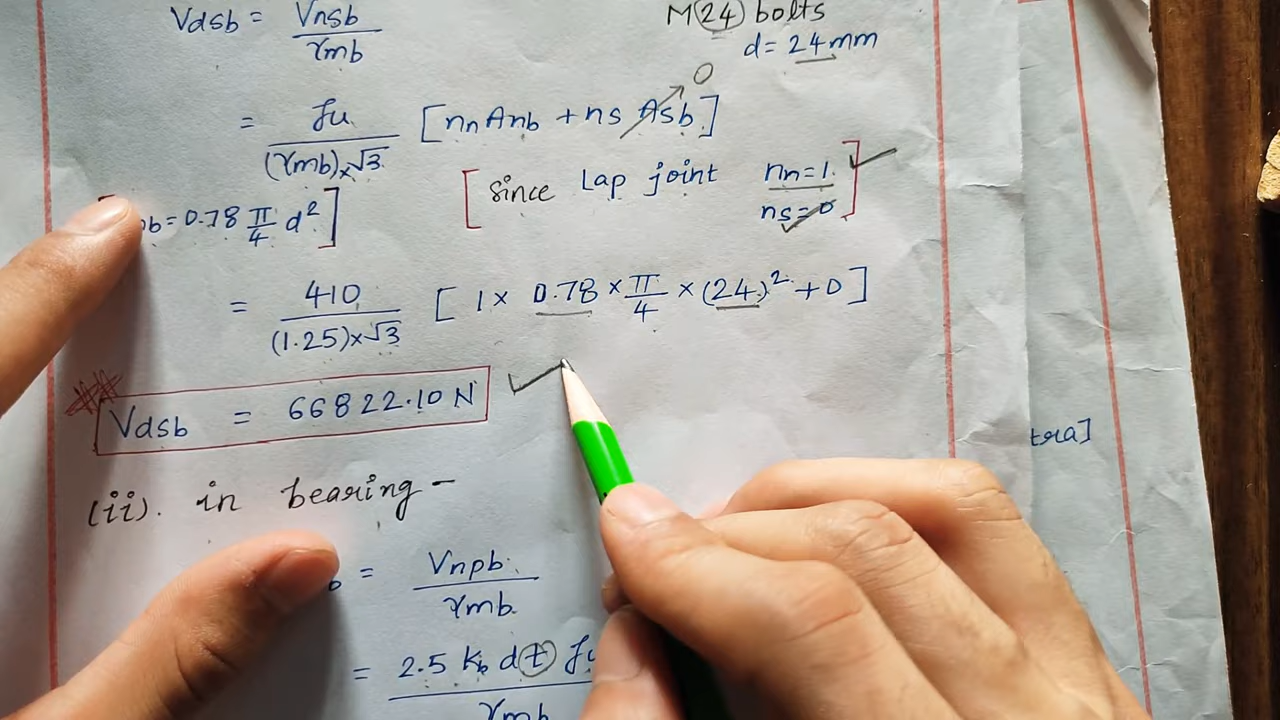 Vdsb = Vnsb / γmb
M(24) bolts
d = 24mm
= fu / (γmb)×√3 [nn Anb + ns Asb] 0
[since Lap joint nn=1.
ns=0]
b=0.78 π/4 d²]
= 410 / (1.25)×√3 [1× 0.78 × π/4 × (24)² + 0]
Vdsb = 66822.10 N
tra]
(ii). in bearing -
b = Vnpb / γmb
= 2.5 Kb dt fu / γmb